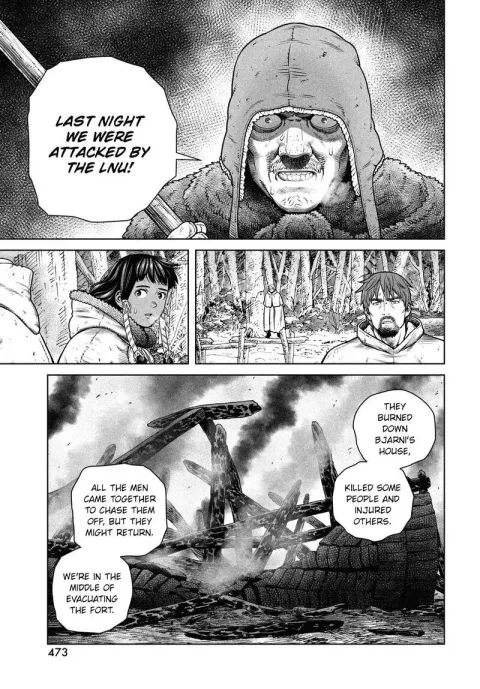 LAST NIGHT
WE WERE
ATTACKED BY
THE LNU!
THEY
BURNED
DOWN
BJARNI'S
HOUSE,
KILLED SOME
PEOPLE AND
INJURED
OTHERS.
ALL THE MEN
CAME TOGETHER
TO CHASE THEM
OFF, BUT THEY
MIGHT RETURN.
WE'RE IN THE
MIDDLE OF
EVACUATING
THE FORT.
473